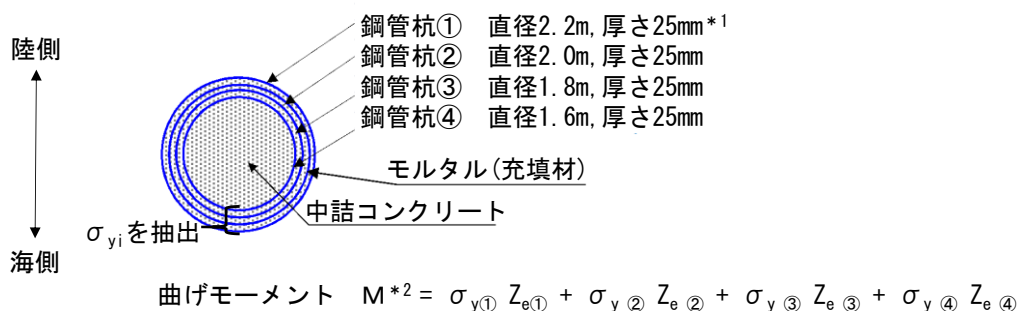 鋼管杭① 直径2.2m,厚さ25mm*1
鋼管杭② 直径2.0m,厚さ25mm
鋼管杭③ 直径1.8m,厚さ25mm
鋼管杭④ 直径1.6m,厚さ25mm
陸側
モルタル(充填材)
中詰コンクリート
σyiを抽出
海側
曲げモーメント M*2 = σy① Ze① + σy② Ze② + σy③ Ze③ + σy④ Ze④